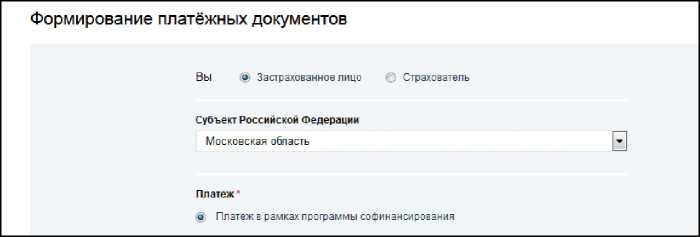 Формирование платёжных документов
Вы Застрахованное лицо Страхователь
Субъект Российской Федерации
Московская область
Платеж *
Платеж в рамках программы софинансирования